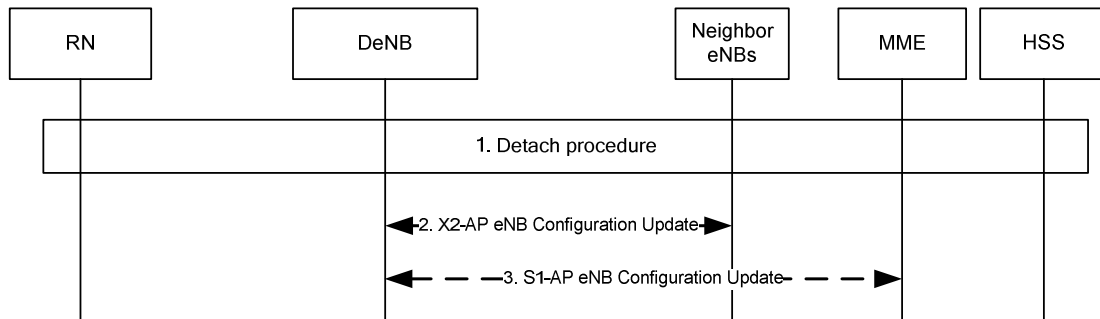 RN
DeNB
Neighbor
eNBs
MME
HSS
1. Detach procedure
2. X2-AP eNB Configuration Update
3. S1-AP eNB Configuration Update